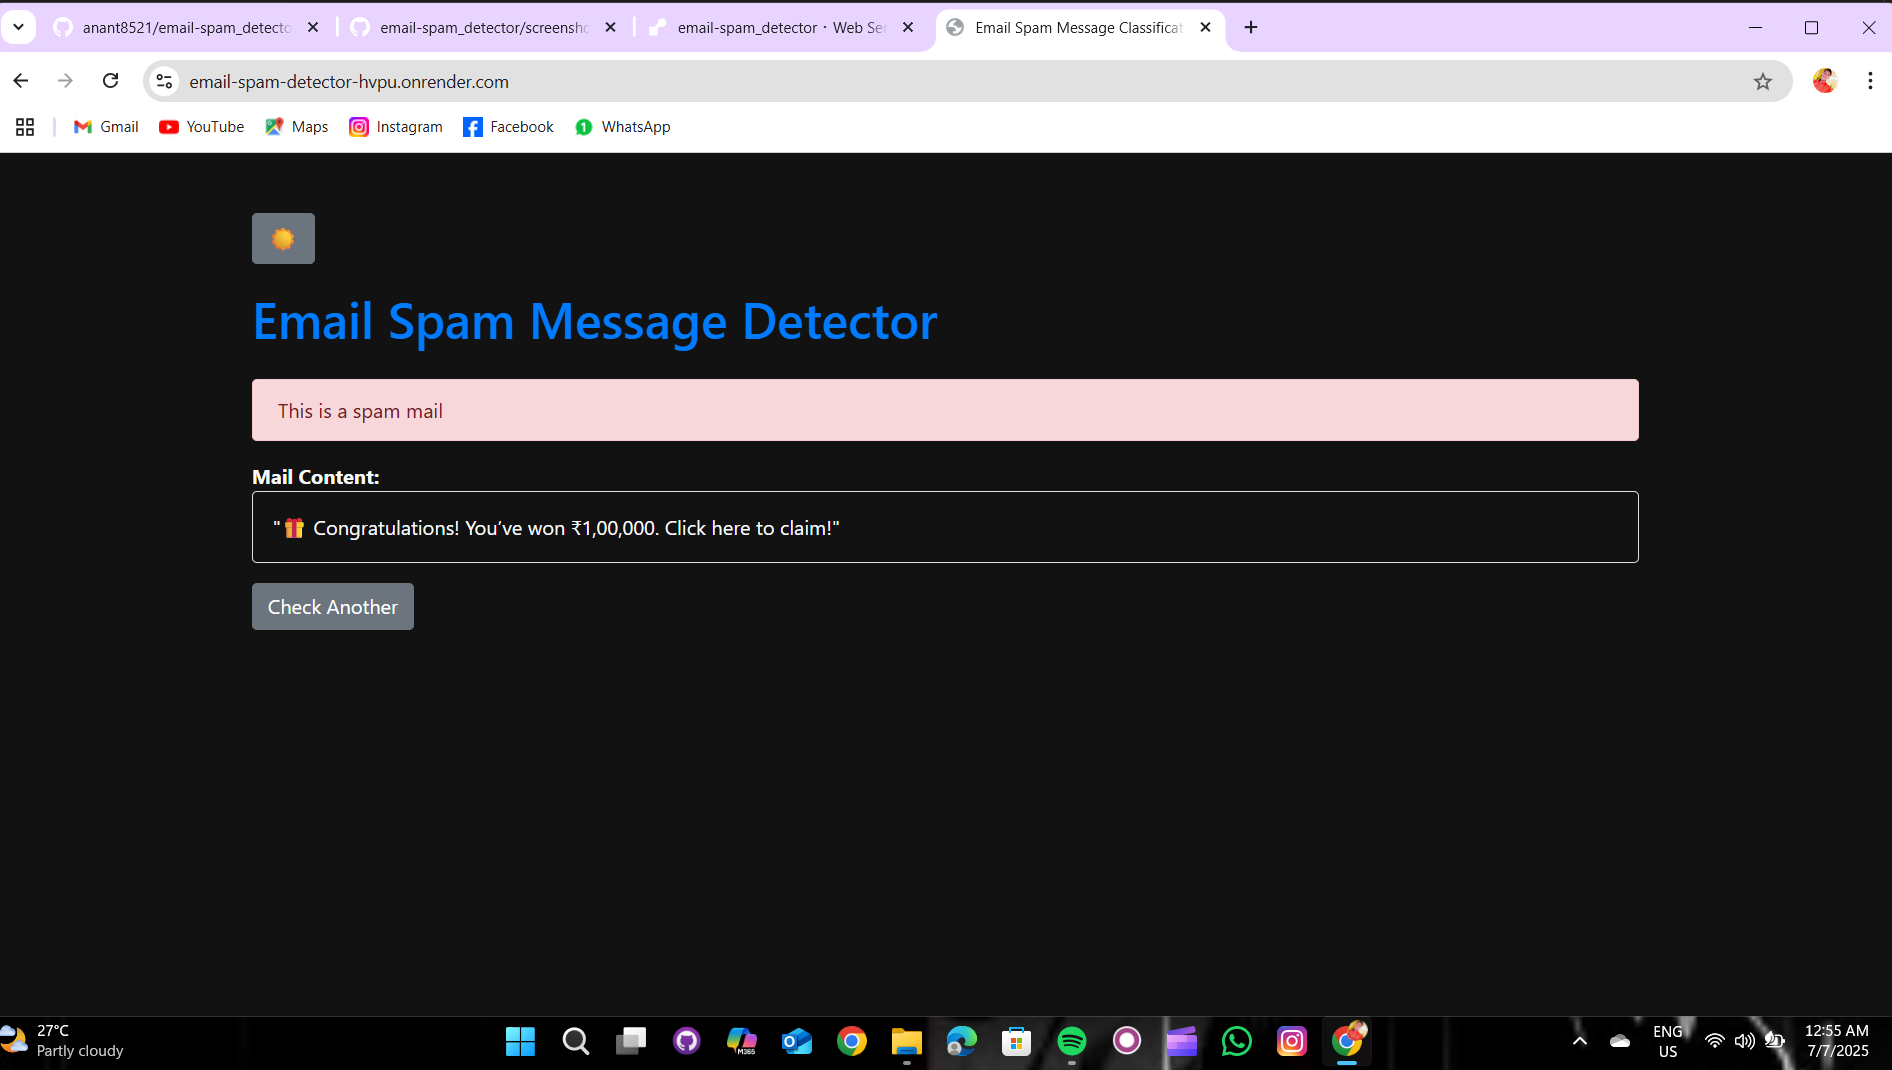 anant8521/email-spam_detecto
email-spam_detector/screensho
email-spam_detector · Web Ser
Email Spam Message Classificat
email-spam-detector-hvpu.onrender.com
Gmail
YouTube
Maps
Instagram
Facebook
1
WhatsApp
Email Spam Message Detector
This is a spam mail
Mail Content:
"🎁 Congratulations! You’ve won ₹1,00,000. Click here to claim!"
Check Another
27°C
Partly cloudy
M365
ENG
US
12:55 AM
7/7/2025